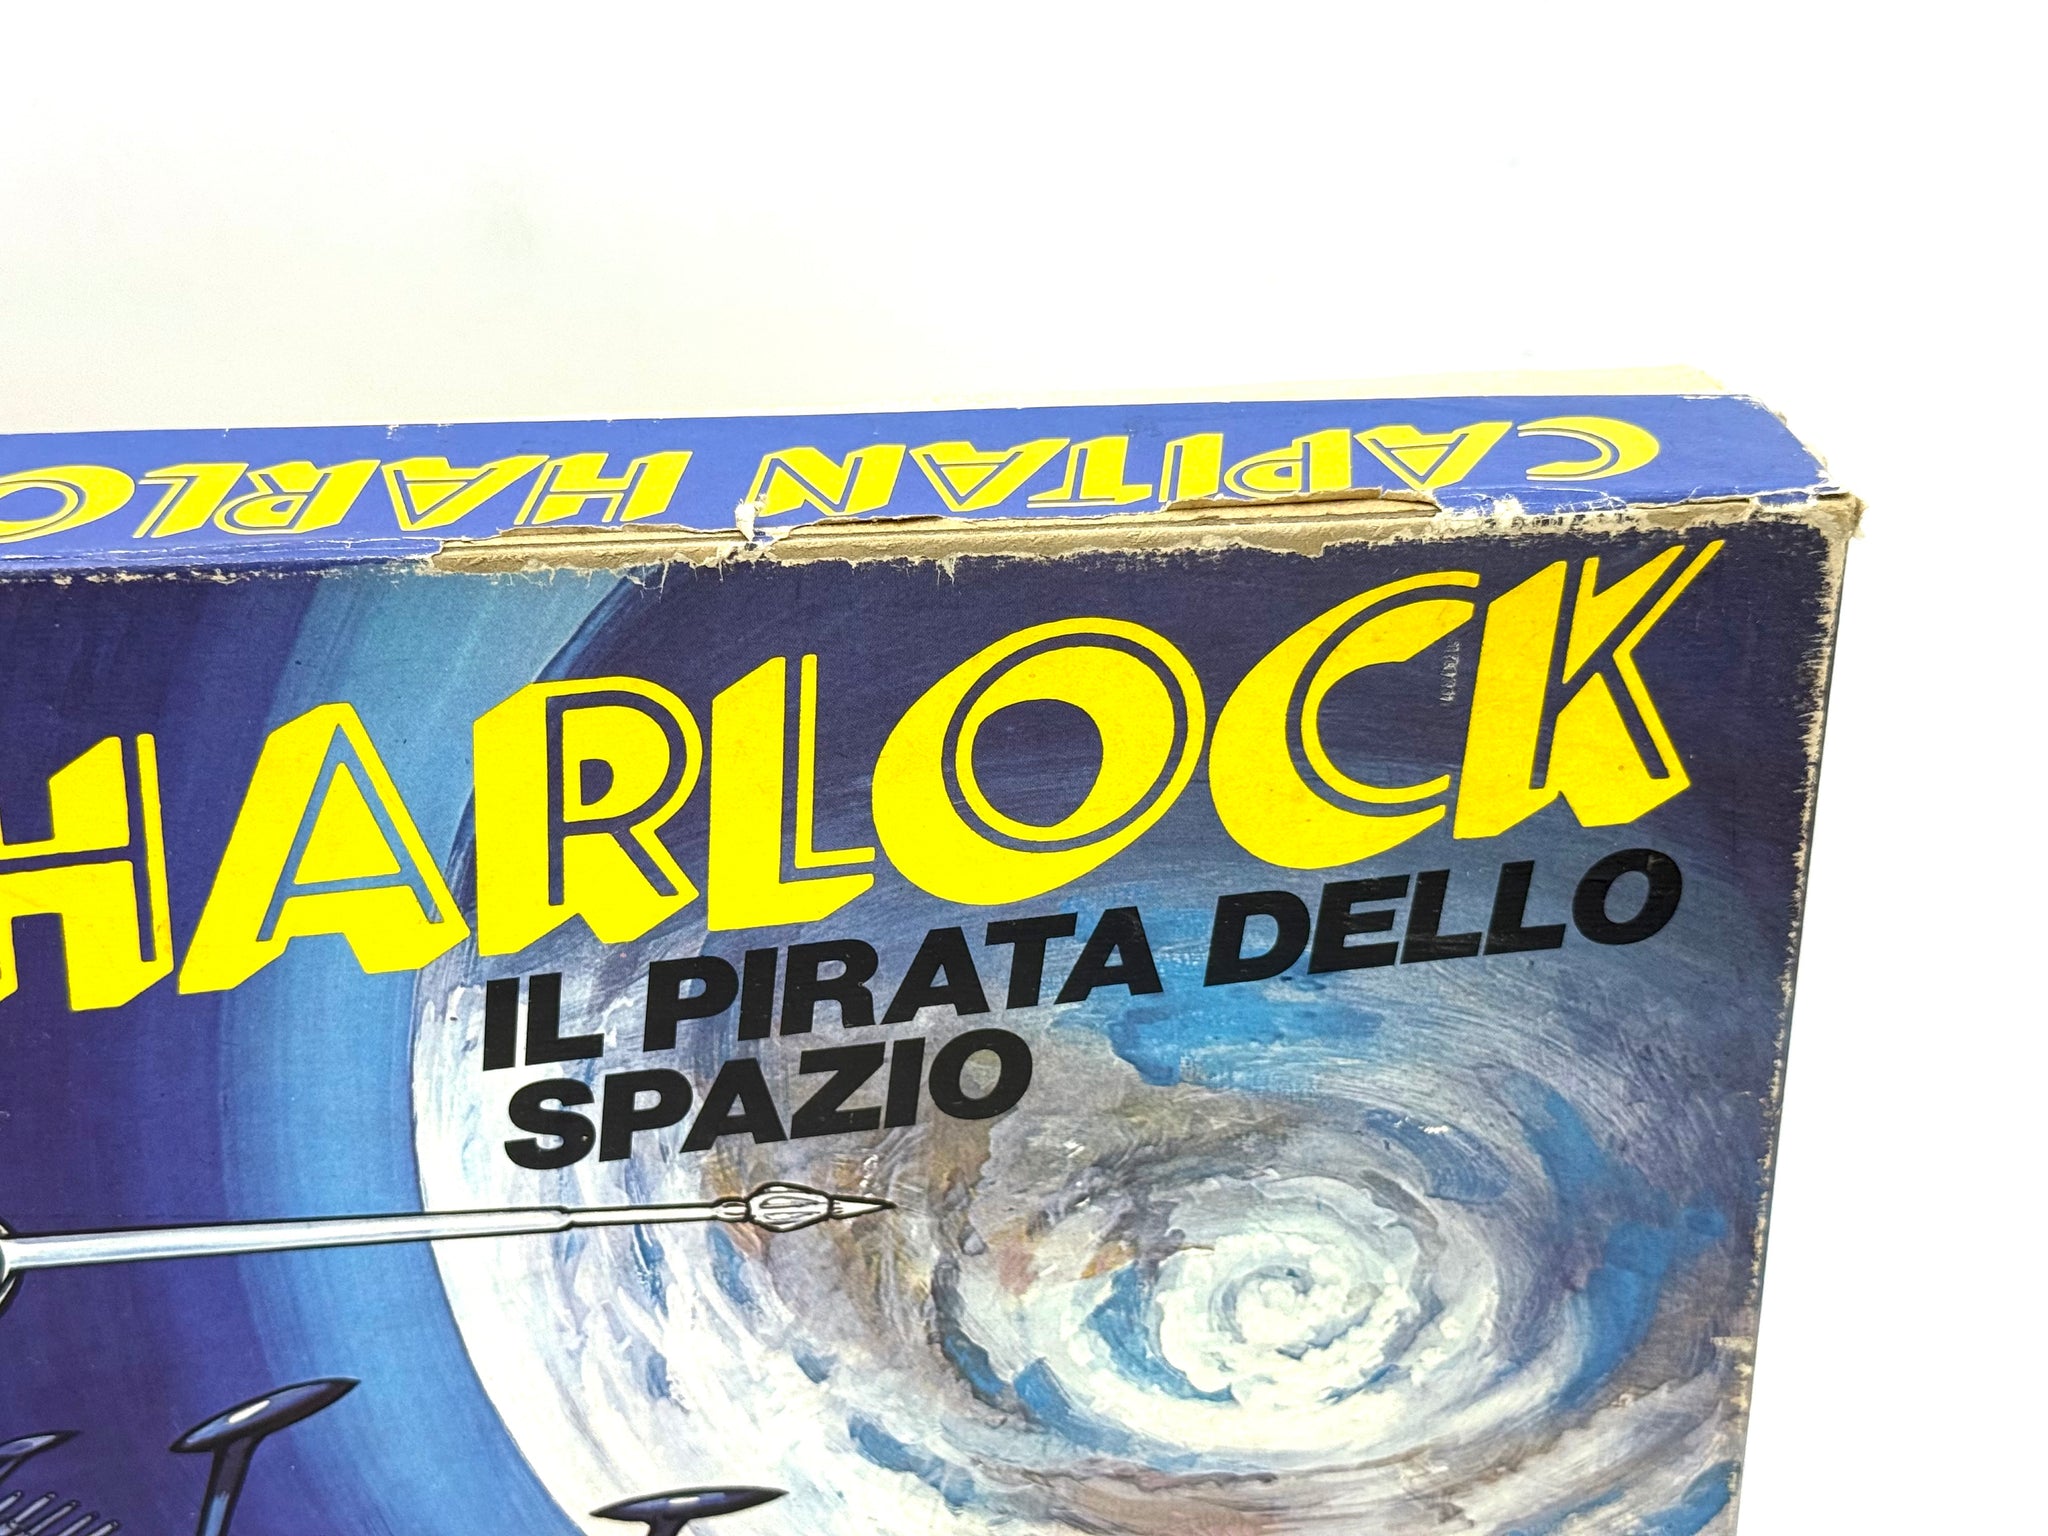 CAPITAN HARLO
HARLOCK
IL PIRATA DELLO
SPAZIO